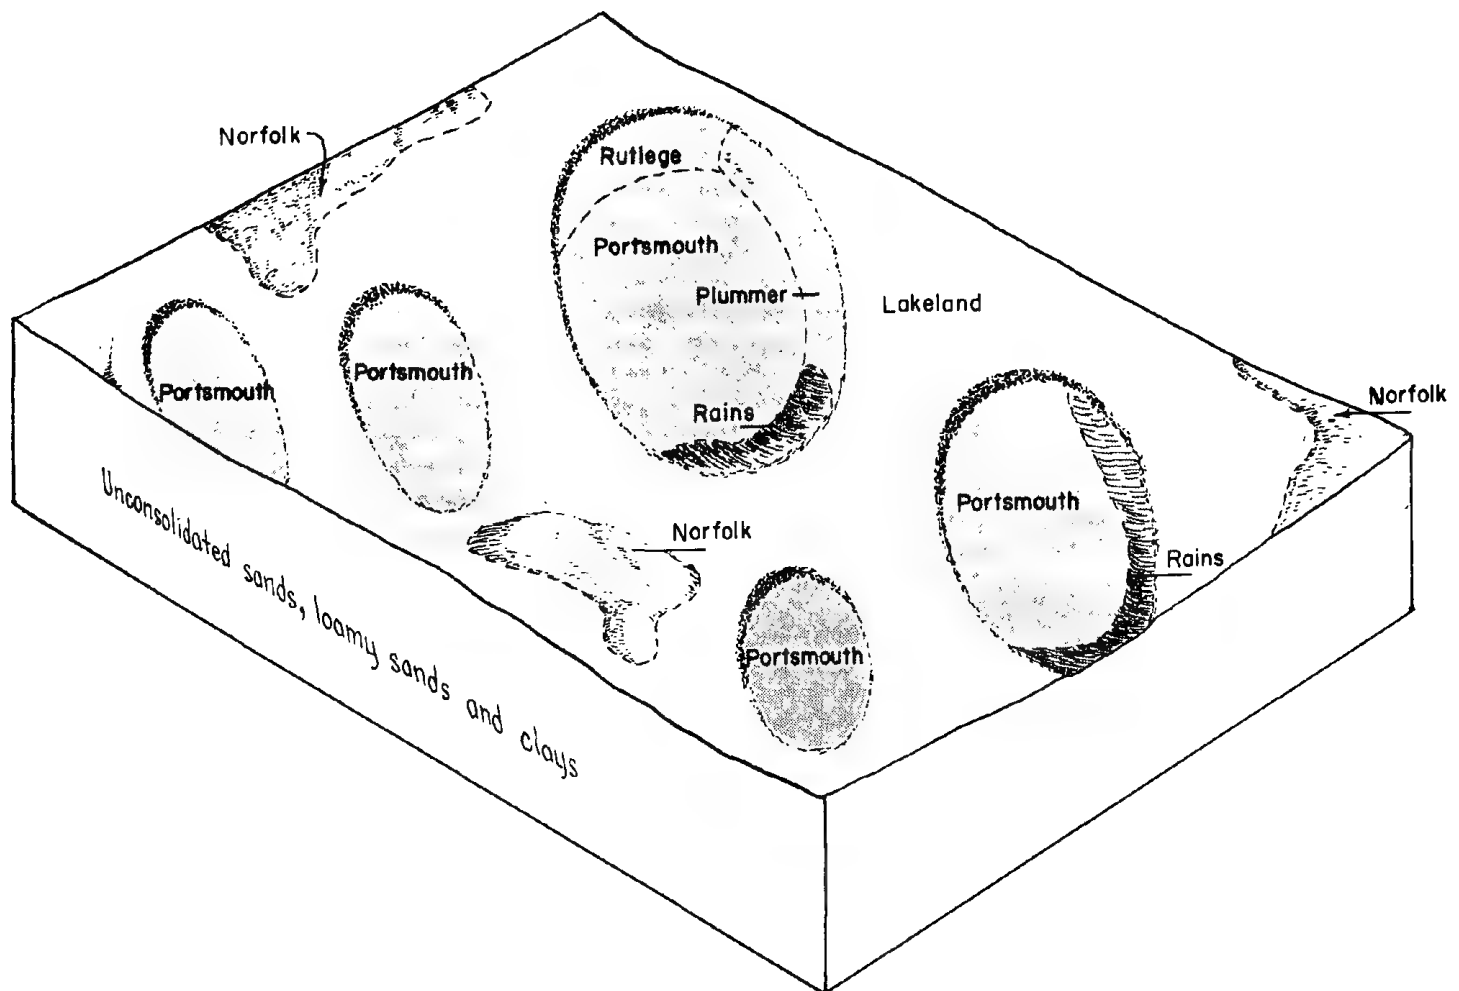 Norfolk
Rutlege
Portsmouth
Plummer
Lakeland
Portsmouth
Portsmouth
Rains
Norfolk
Portsmouth
Norfolk
Rains
Portsmouth
Unconsolidated sands, loamy sands and clays